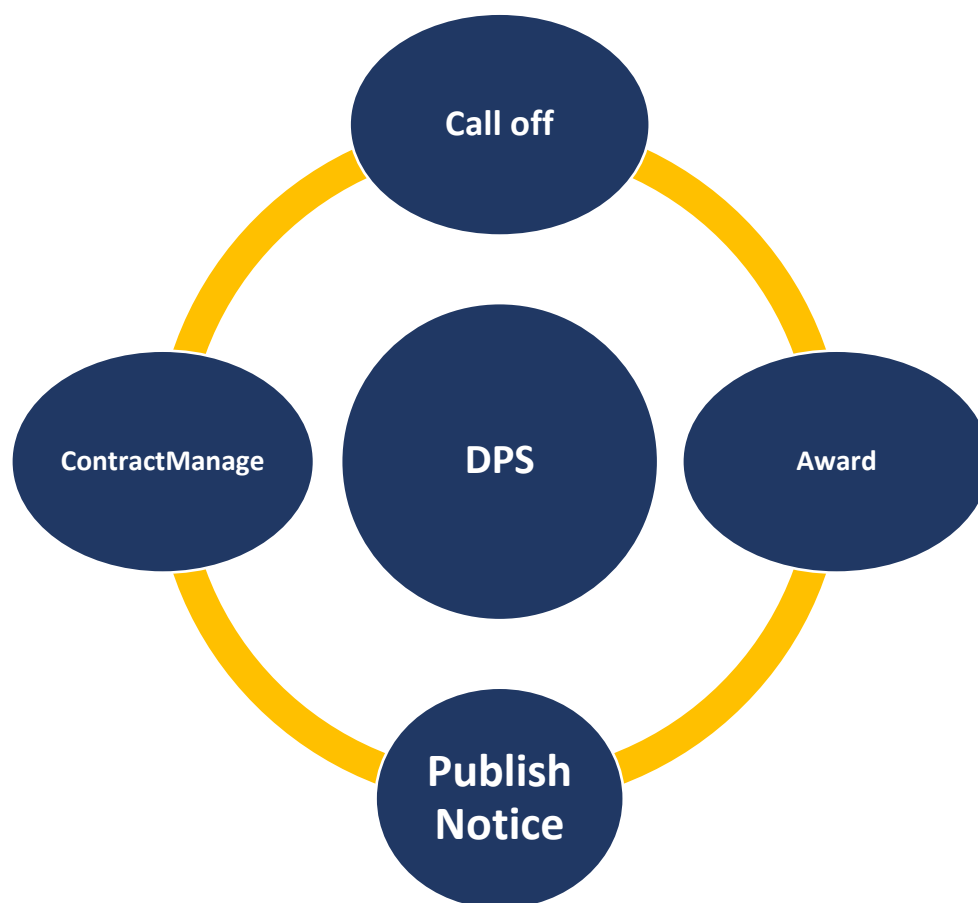 Call off
ContractManage
DPS
Award
Publish
Notice